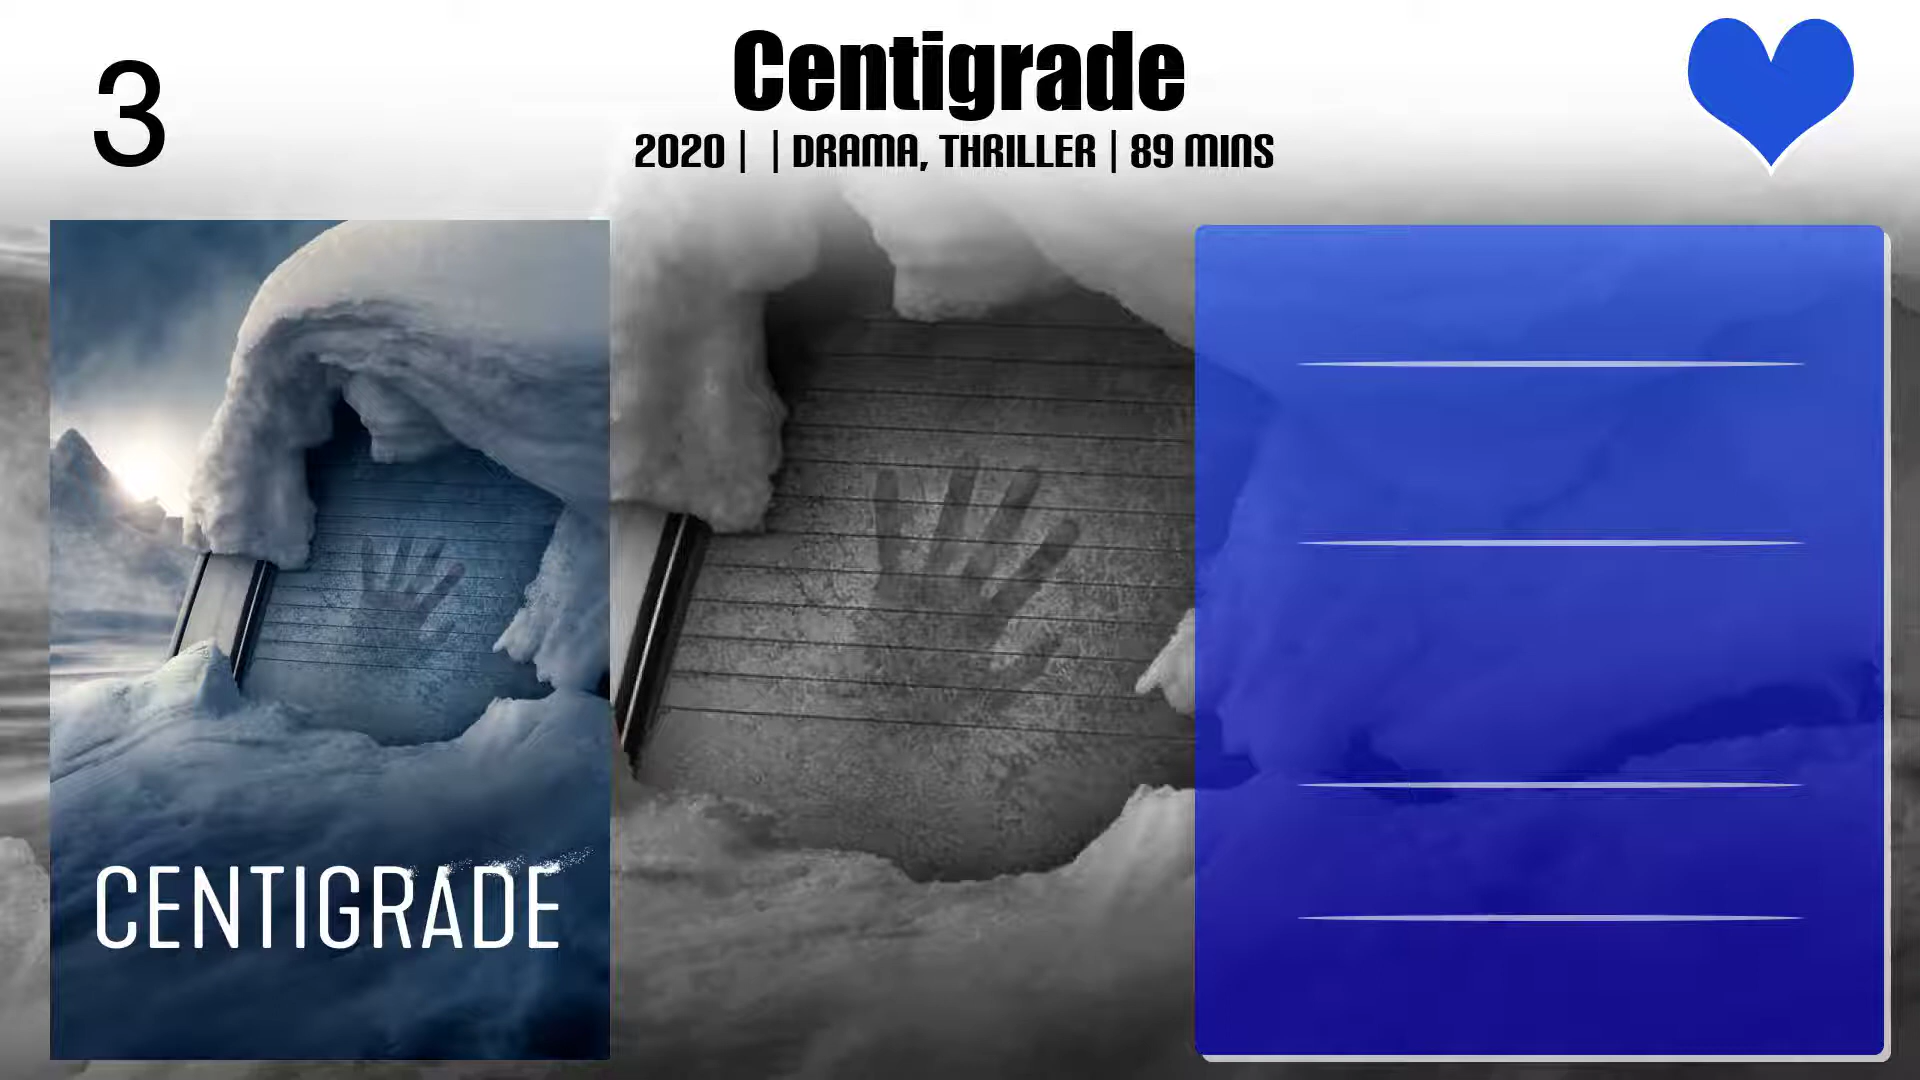 3
Centigrade
2020 | | DRAMA, THRILLER | 89 MINS
CENTIGRADE